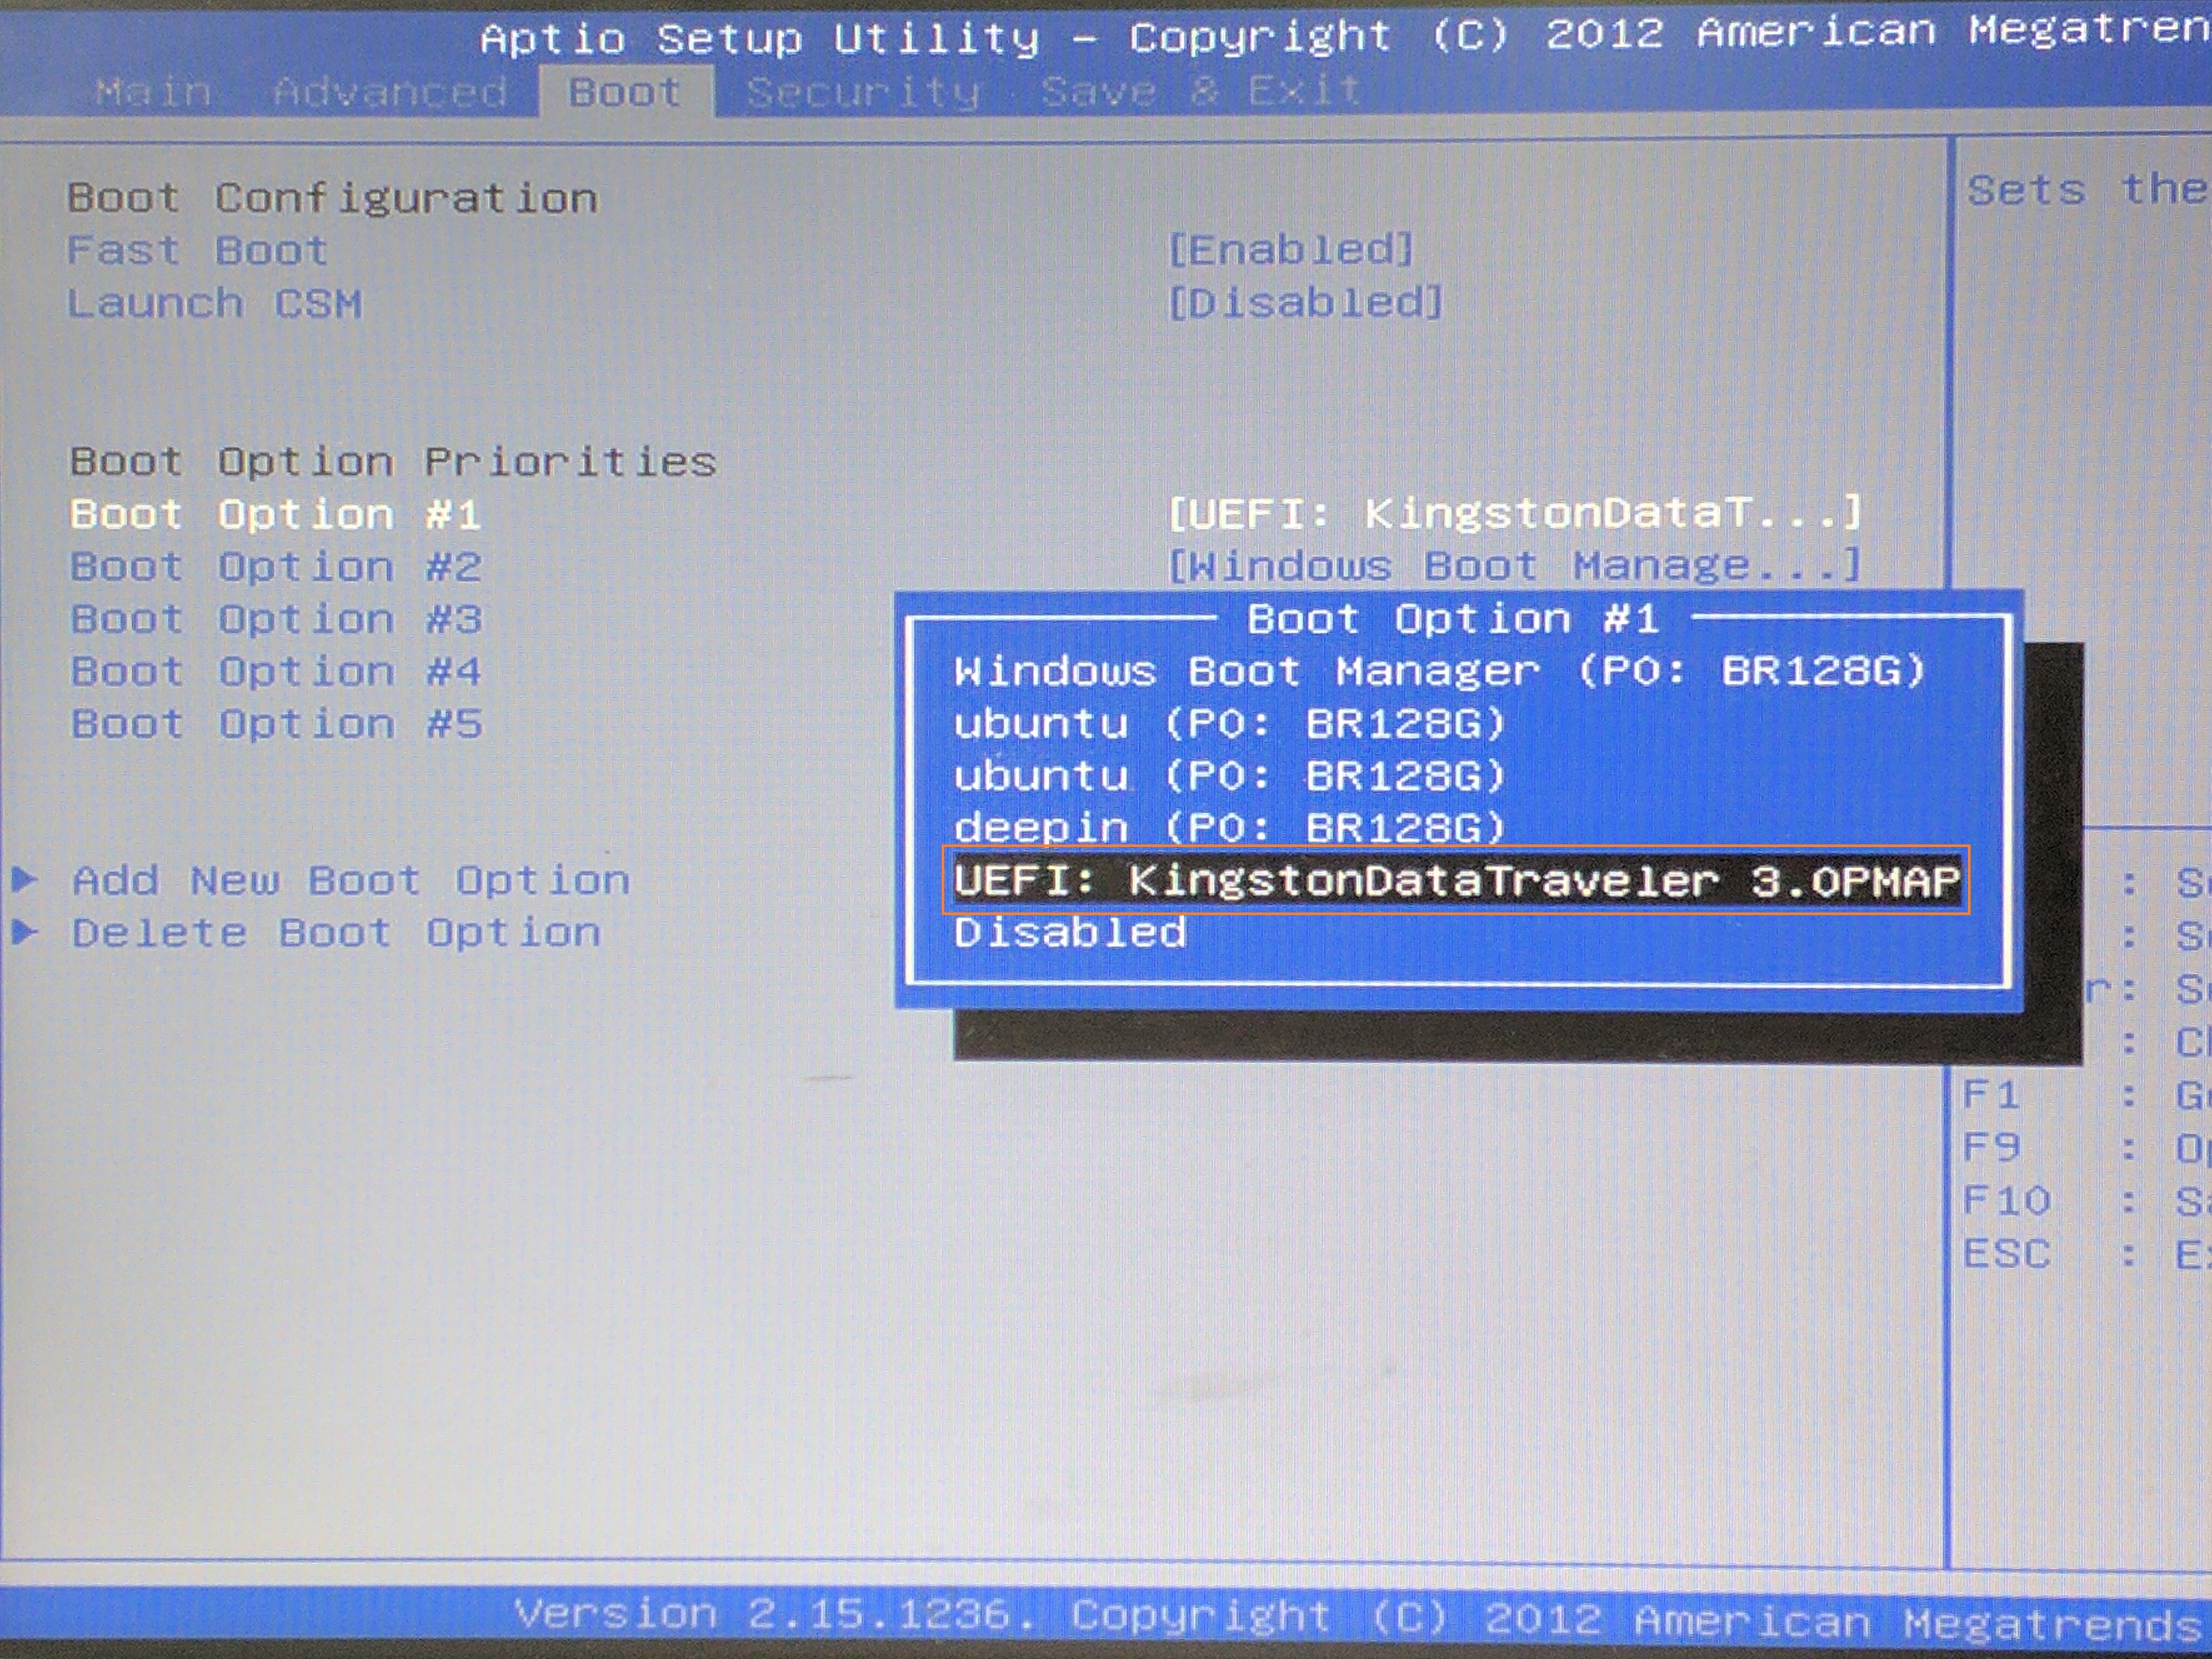 Aptio Setup Utility – Copyright (C) 2012 American Megatren
Main Advanced Boot Security Save & Exit
Boot Configuration
Fast Boot [Enabled]
Launch CSM [Disabled]
Sets the
Boot Option Priorities
Boot Option #1 [UEFI: KingstonDataT...]
Boot Option #2 [Windows Boot Manage...]
Boot Option #3
Boot Option #4
Boot Option #5
Add New Boot Option
Delete Boot Option
Boot Option #1
Windows Boot Manager (P0: BR128G)
ubuntu (P0: BR128G)
ubuntu (P0: BR128G)
deepin (P0: BR128G)
UEFI: KingstonDataTraveler 3.0PMAP
Disabled
F1 :
F9 :
F10 :
ESC :
Version 2.15.1236. Copyright (C) 2012 American Megatrends